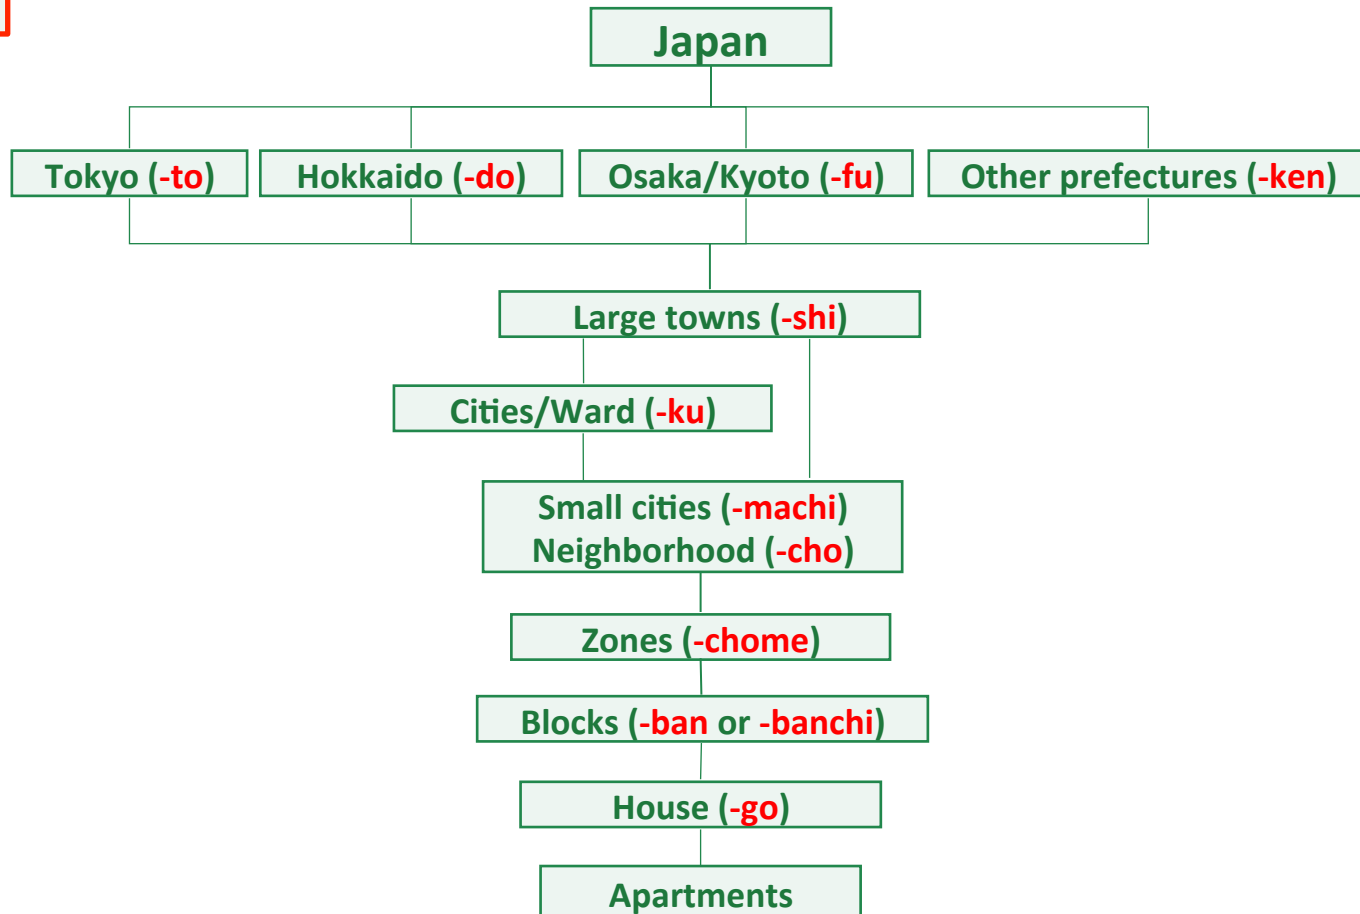 Japan
Tokyo (-to)
Hokkaido (-do)
Osaka/Kyoto (-fu)
Other prefectures (-ken)
Large towns (-shi)
Cities/Ward (-ku)
Small cities (-machi)
Neighborhood (-cho)
Zones (-chome)
Blocks (-ban or -banchi)
House (-go)
Apartments